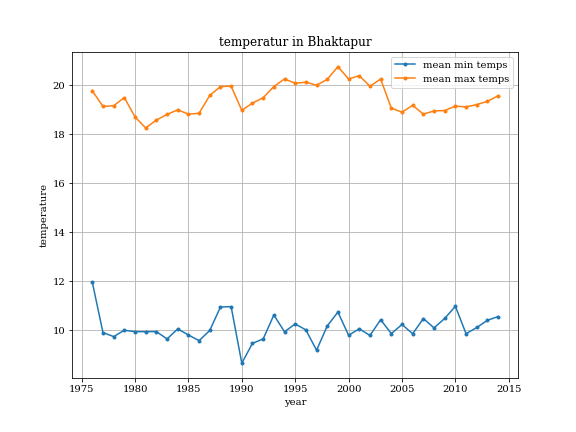 temperatur in Bhaktapur
mean min temps
mean max temps
20
18
16
14
12
10
temperature
1975 1980 1985 1990 1995 2000 2005 2010 2015
year